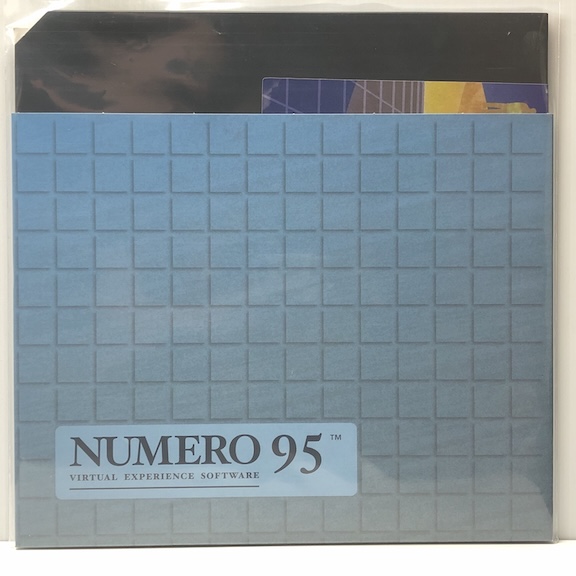 NUMERO 95™
VIRTUAL EXPERIENCE SOFTWARE